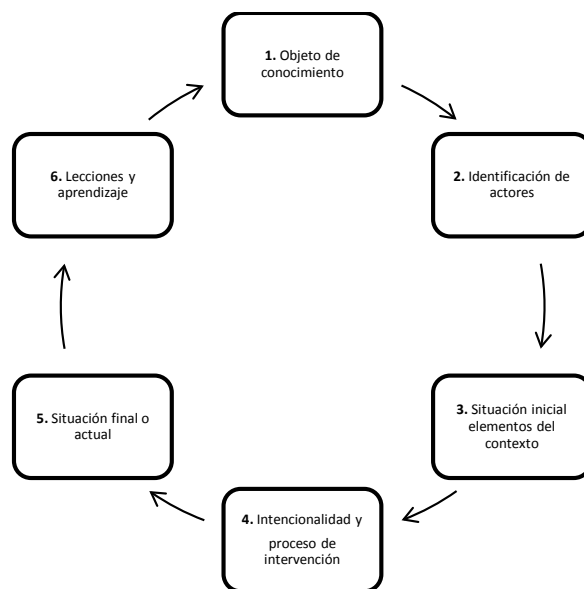 1. Objeto de
conocimiento
2. Identificación de
actores
3. Situación inicial
elementos del
contexto
4. Intencionalidad y
proceso de
intervención
5. Situación final o
actual
6. Lecciones y
aprendizaje